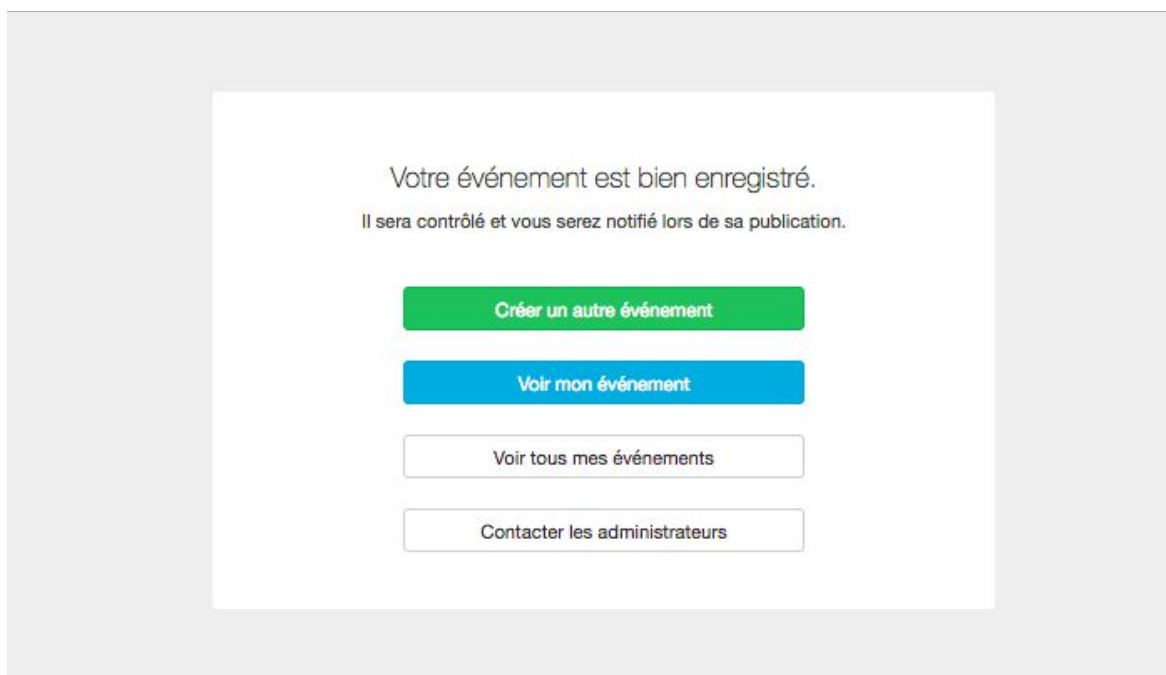 Votre événement est bien enregistré.
Il sera contrôlé et vous serez notifié lors de sa publication.
Créer un autre événement
Voir mon événement
Voir tous mes événements
Contacter les administrateurs